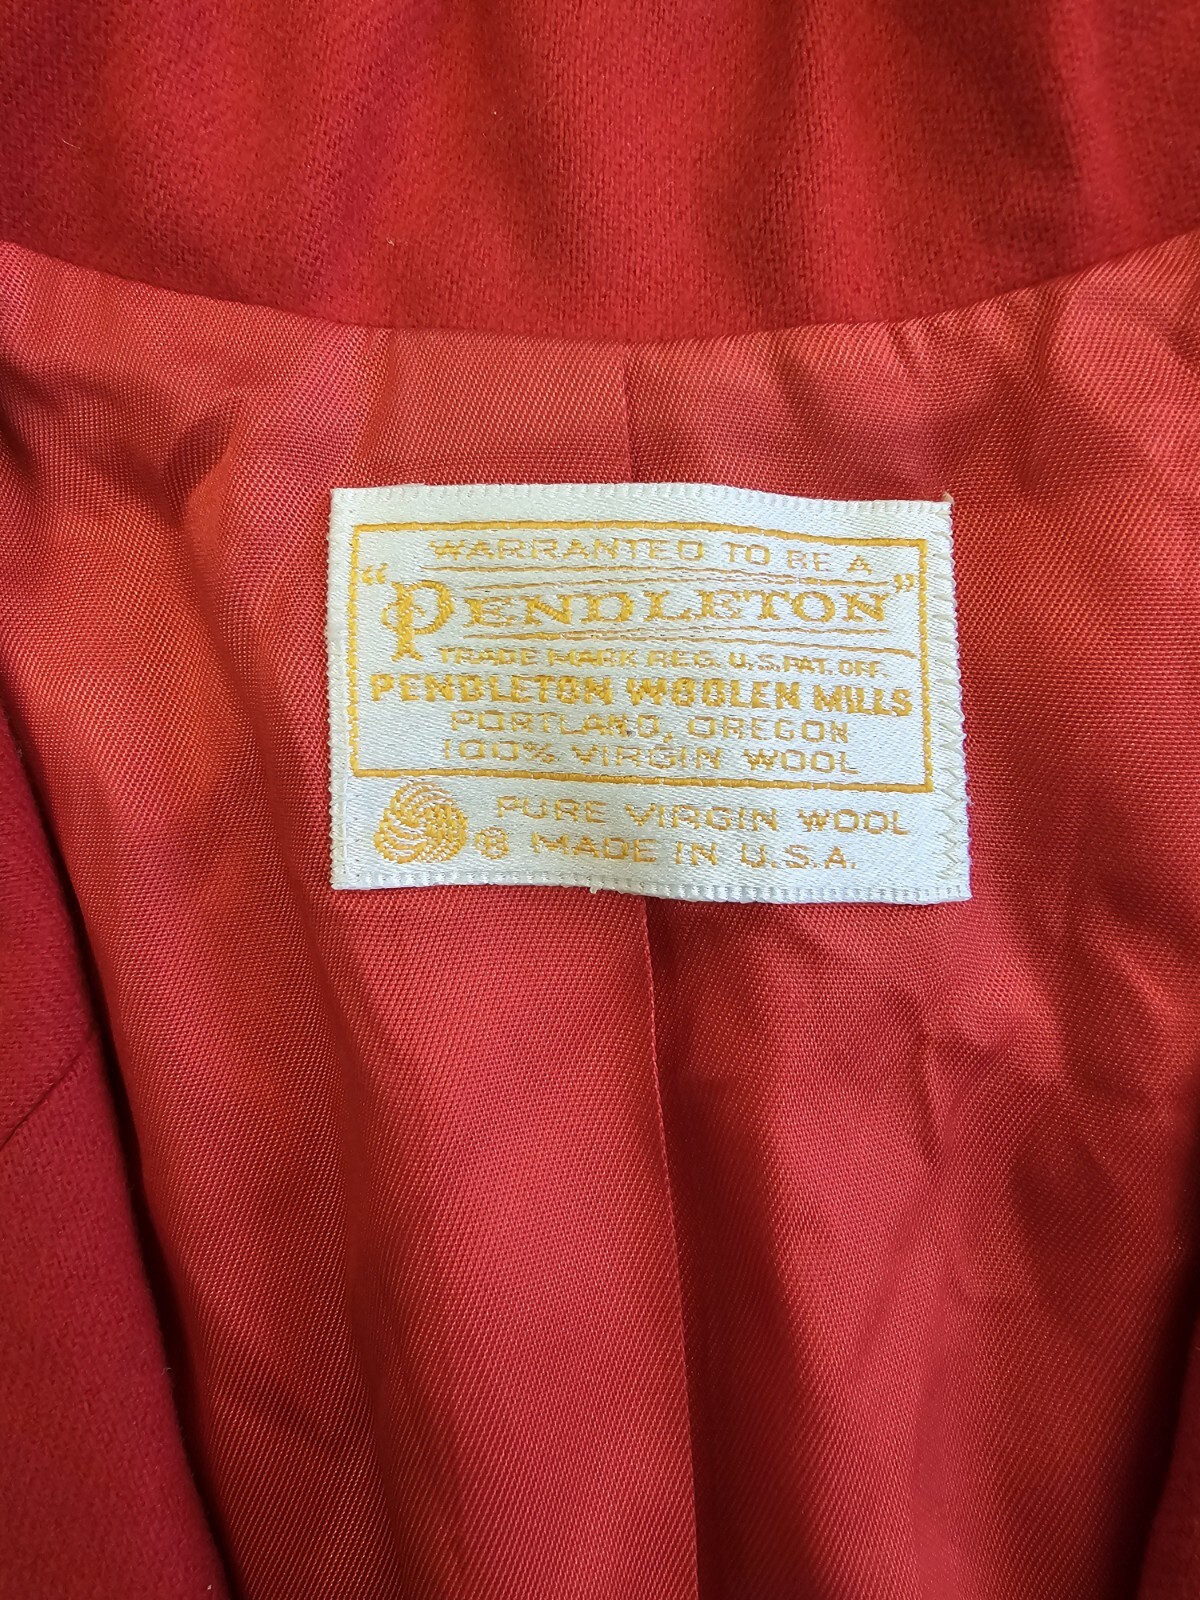 WARRANTED TO BE A
"PENDLETON"
TRADE MARK REG. U.S. PAT. OFF.
PENDLETON WOOLEN MILLS
PORTLAND, OREGON
100% VIRGIN WOOL
PURE VIRGIN WOOL
® MADE IN U.S.A.